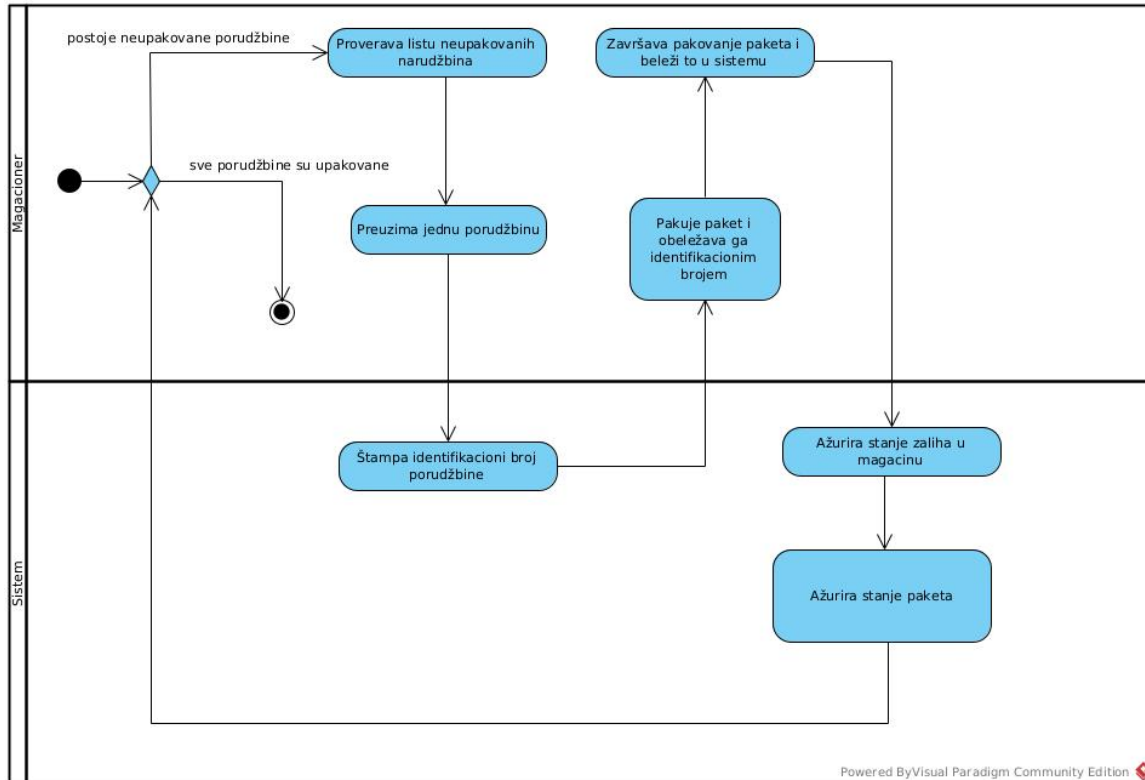 Magacioner
postoje neupakovane porudžbine
Proverava listu neupakovanih
narudžbina
sve porudžbine su upakovane
Preuzima jednu porudžbinu
Završava pakovanje paketa i
beleži to u sistemu
Pakuje paket i
obeležava ga
identifikacionim
brojem
Sistem
Štampa identifikacioni broj
porudžbine
Ažurira stanje zaliha u
magacinu
Ažurira stanje paketa
Powered ByVisual Paradigm Community Edition